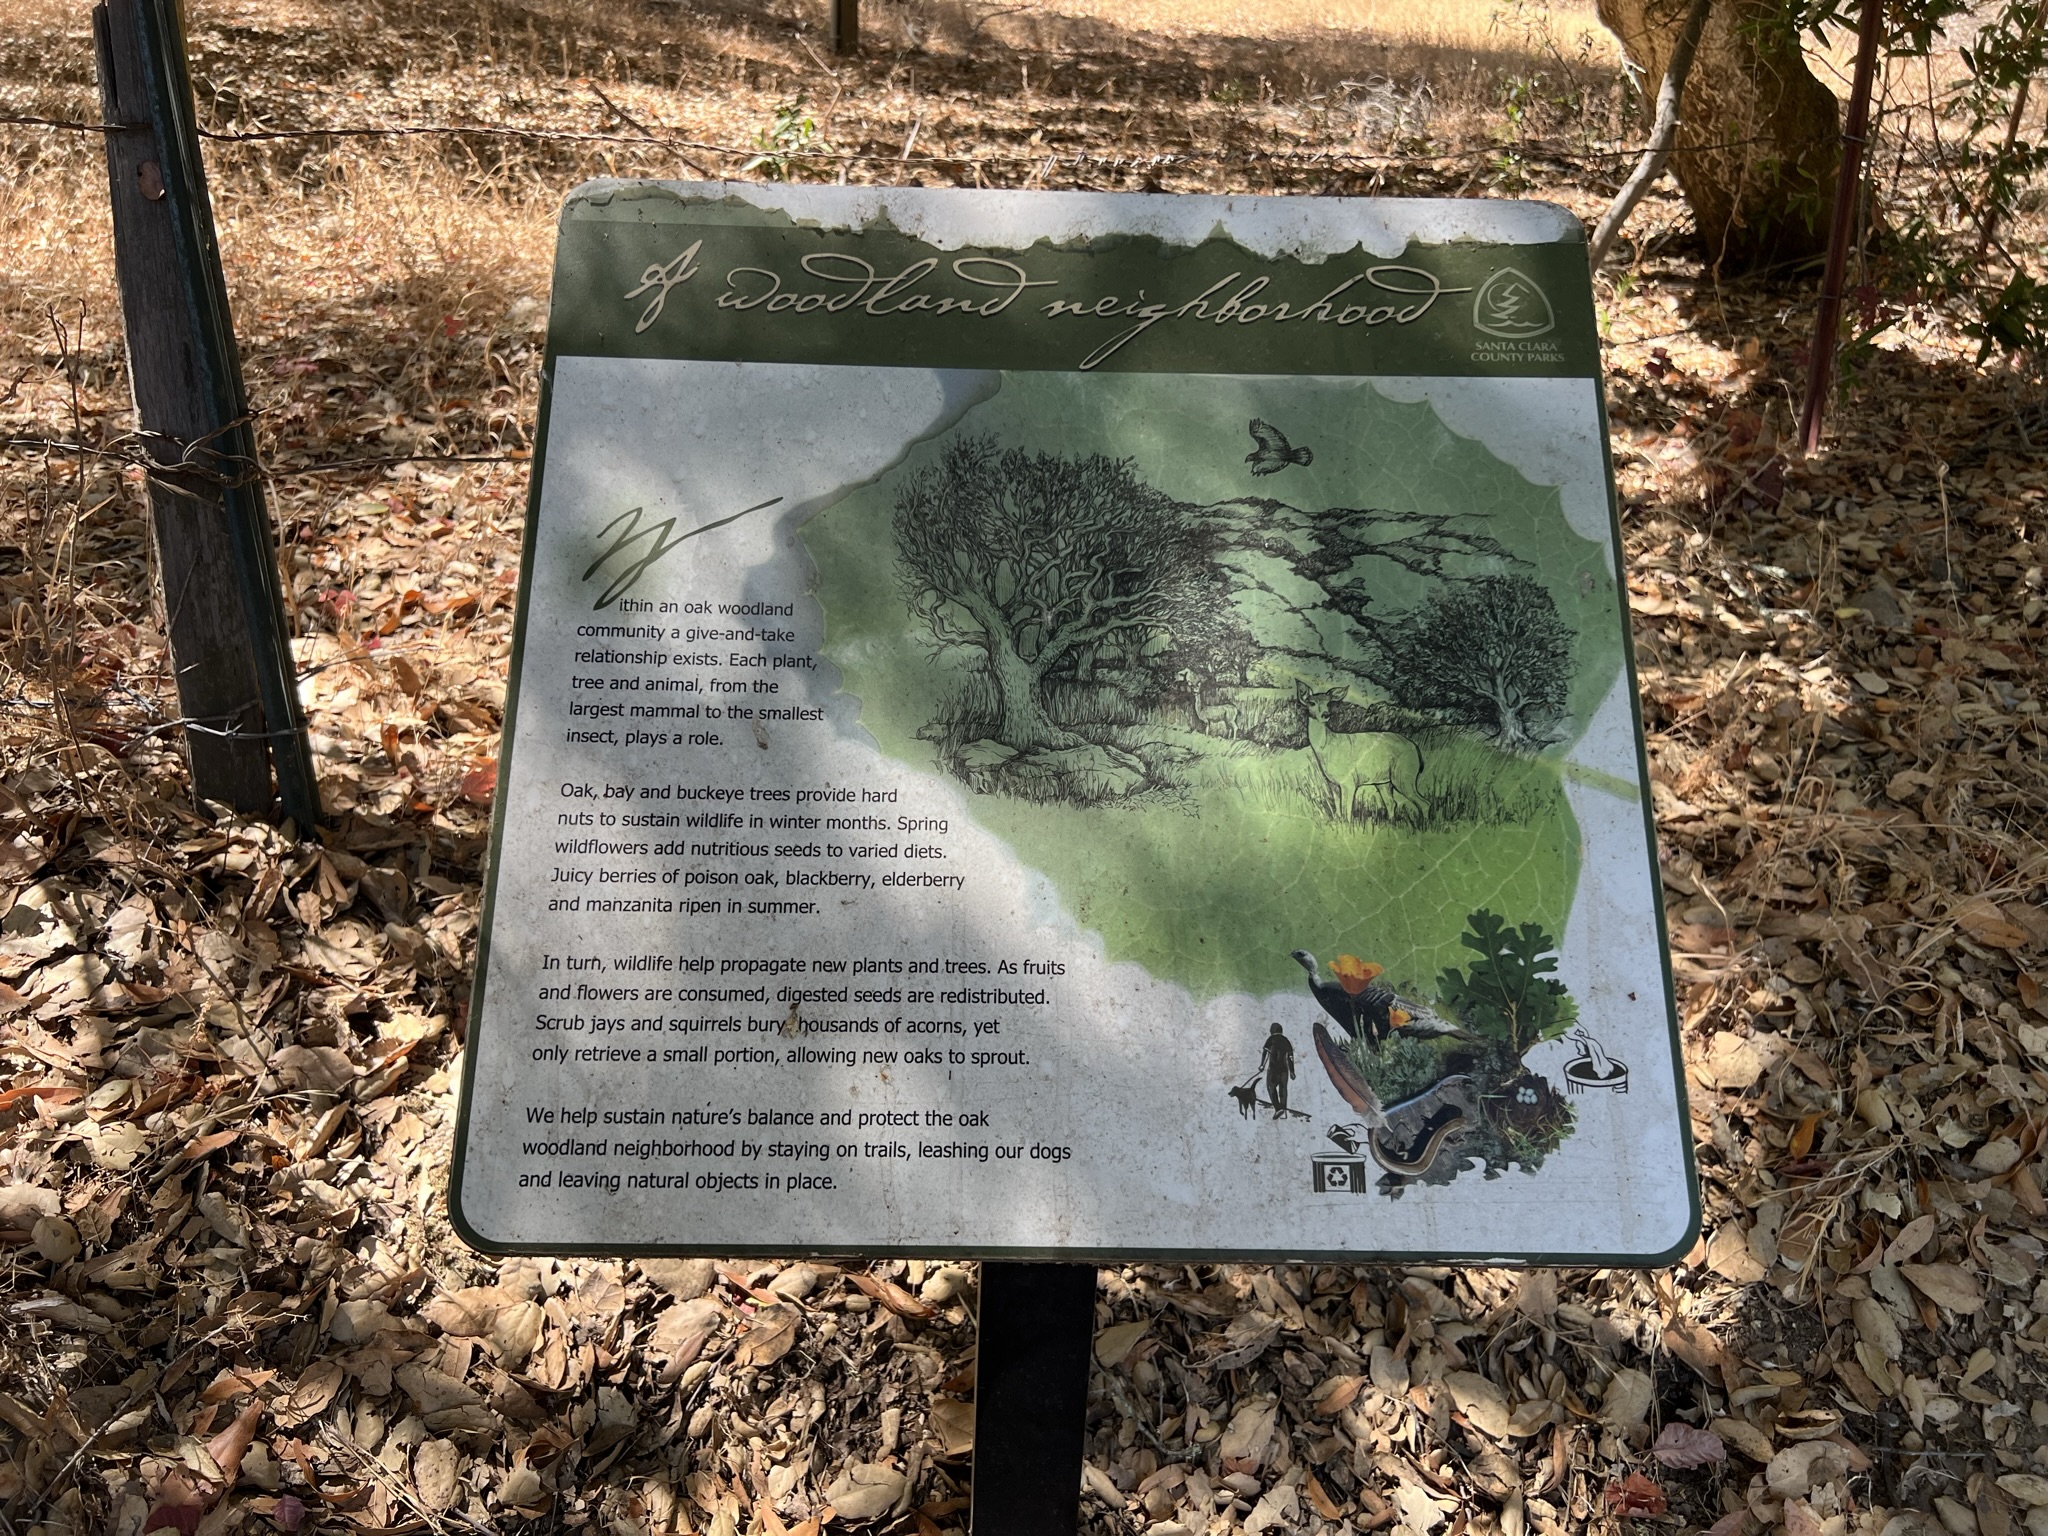 A woodland neighborhood
SANTA CLARA
COUNTY PARKS
Within an oak woodland
community a give-and-take
relationship exists. Each plant,
tree and animal, from the
largest mammal to the smallest
insect, plays a role.
Oak, bay and buckeye trees provide hard
nuts to sustain wildlife in winter months. Spring
wildflowers add nutritious seeds to varied diets.
Juicy berries of poison oak, blackberry, elderberry
and manzanita ripen in summer.
In turn, wildlife help propagate new plants and trees. As fruits
and flowers are consumed, digested seeds are redistributed.
Scrub jays and squirrels bury thousands of acorns, yet
only retrieve a small portion, allowing new oaks to sprout.
We help sustain nature's balance and protect the oak
woodland neighborhood by staying on trails, leashing our dogs
and leaving natural objects in place.